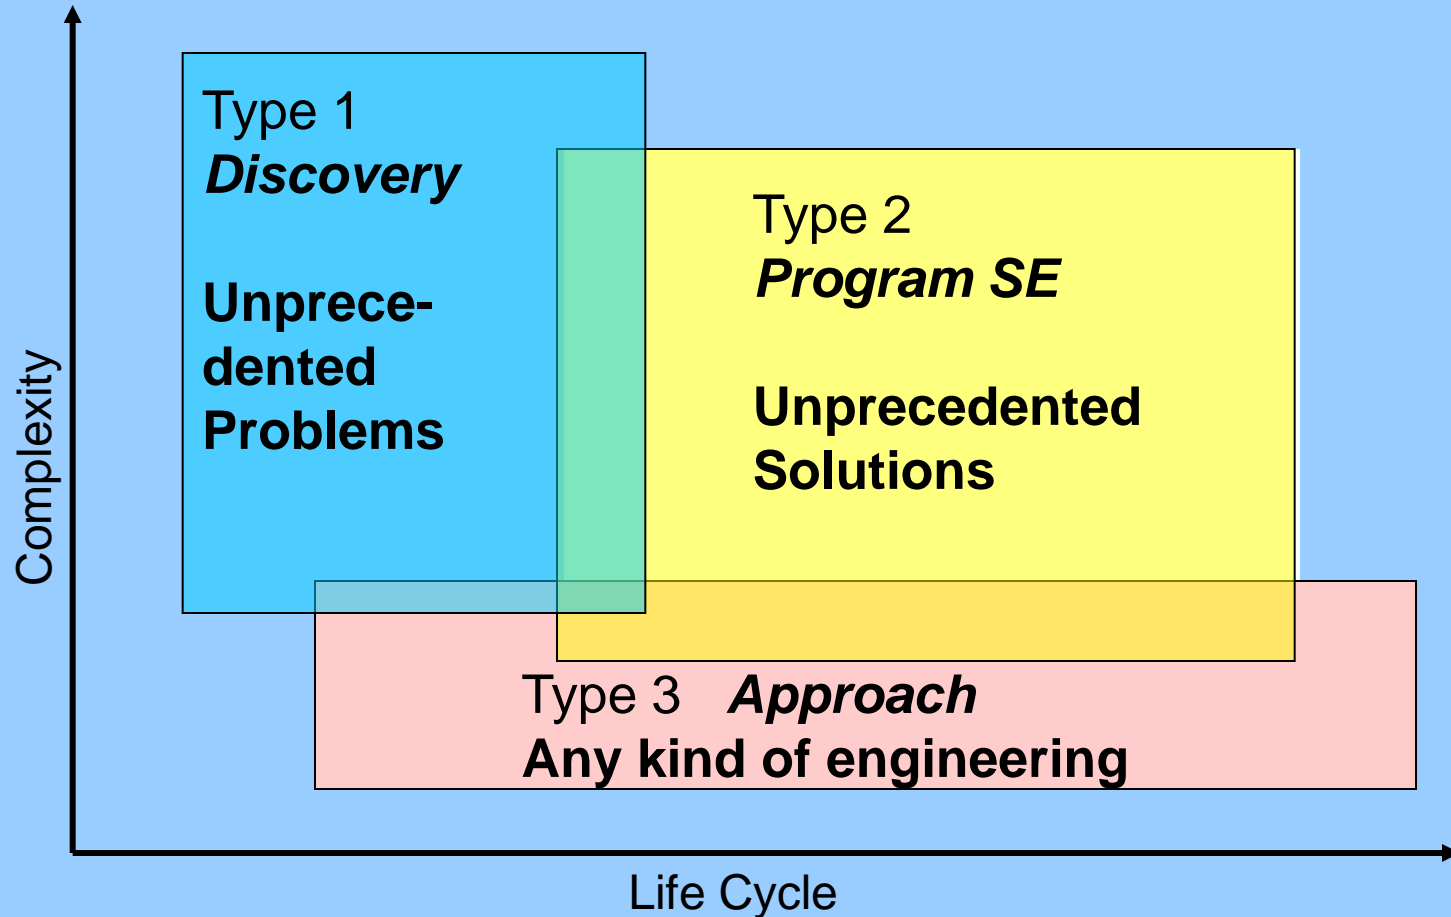 Type 1
Discovery
Unprece-
dented
Problems
Type 2
Program SE
Unprecedented
Solutions
Type 3 Approach
Any kind of engineering
Complexity
Life Cycle